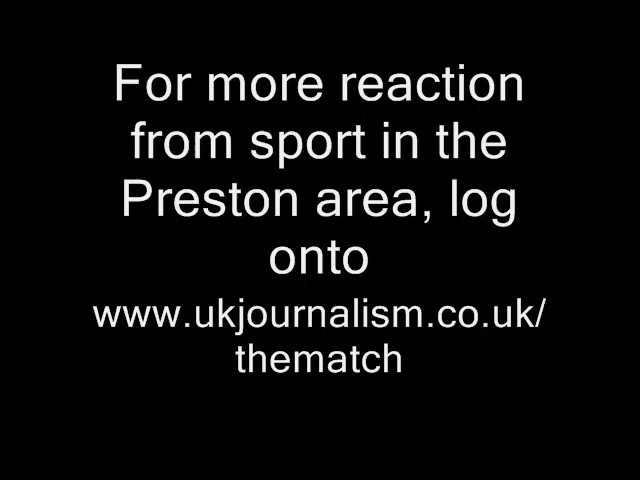 For more reaction
from sport in the
Preston area, log
onto
www.ukjournalism.co.uk/
thematch